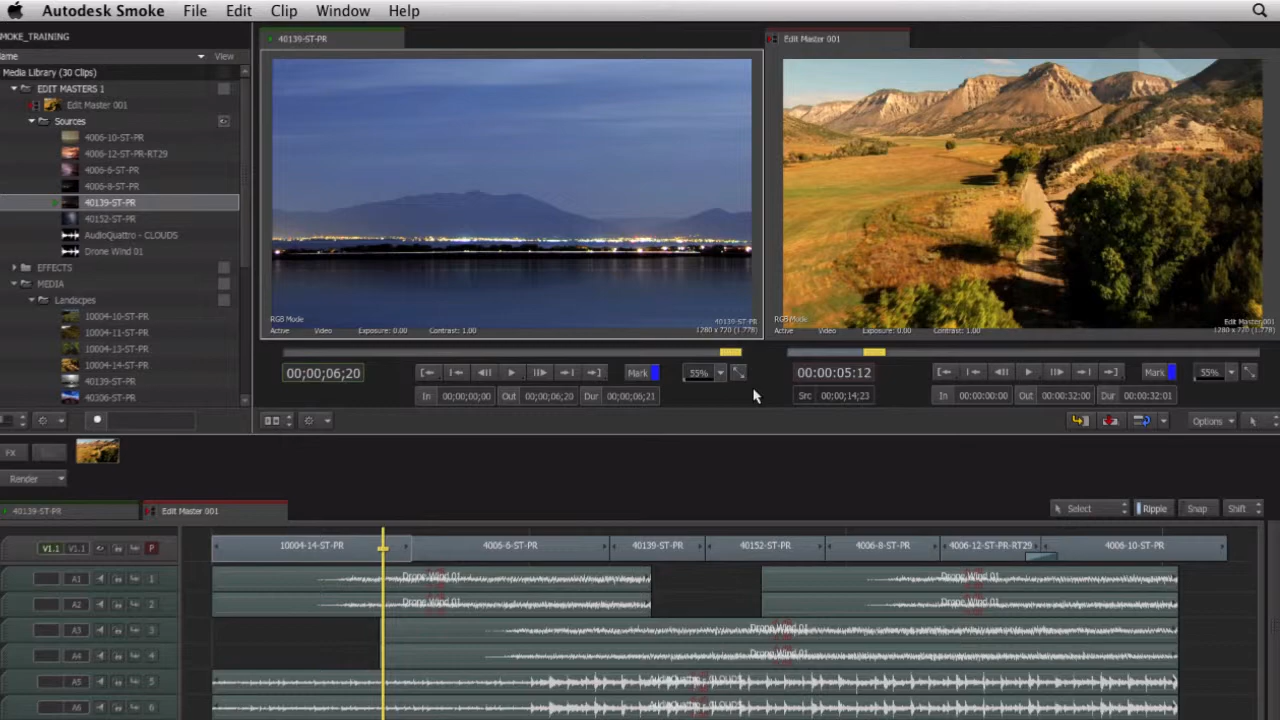 Autodesk Smoke File Edit Clip Window Help
MOKE_TRAINING
ame View
Media Library (30 Clips)
EDIT MASTERS 1
Edit Master 001
Sources
4006-10-ST-PR
4006-12-ST-PR-RT29
4006-6-ST-PR
4006-8-ST-PR
40139-ST-PR
40152-ST-PR
AudioQuattro - CLOUDS
Drone Wind 01
EFFECTS
MEDIA
Landscpes
10004-10-ST-PR
10004-11-ST-PR
10004-13-ST-PR
10004-14-ST-PR
40139-ST-PR
40306-ST-PR
40139-ST-PR
RGB Mode 40139-ST-PR
Active Video Exposure: 0.00 Contrast: 1.00 1280 x 720 (1.778)
00;00;06;20 Mark 55%
In 00;00;00;00 Out 00;00;06;20 Dur 00;00;06;21
Edit Master 001
RGB Mode Edit Master 001
Active Video Exposure: 0.00 Contrast: 1.00 1280 x 720 (1.778)
00:00:05:12 Mark 55%
Src 00;00;14;23 In 00:00:00:00 Out 00:00:32:00 Dur 00:00:32:01
Options
FX
Render
40139-ST-PR Edit Master 001 Select Ripple Snap Shift
V1.1 V1.1 P 10004-14-ST-PR 4006-6-ST-PR 40139-ST-PR 40152-ST-PR 4006-8-ST-PR 4006-12-ST-PR-RT29 4006-10-ST-PR
A1 1 Drone Wind 01 Drone Wind 01
A2 2 Drone Wind 01 Drone Wind 01
A3 3 Drone Wind 01
A4 4 Drone Wind 01
A5 5 AudioQuattro - CLOUDS
A6 6 AudioQuattro - CLOUDS